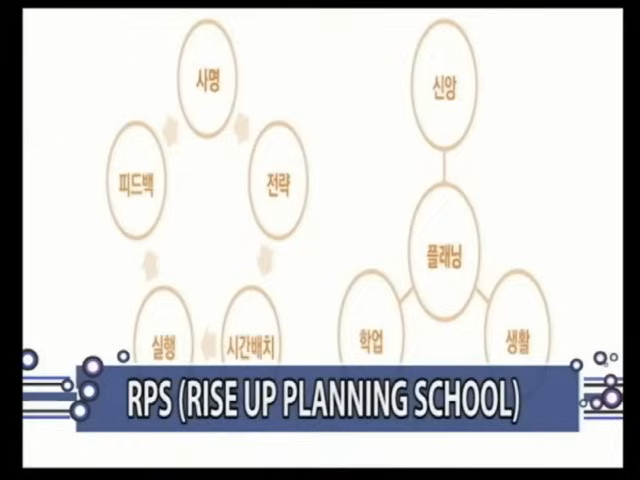 사명
신앙
피드백
전략
플래닝
실행
시간배치
학업
생활
RPS (RISE UP PLANNING SCHOOL)